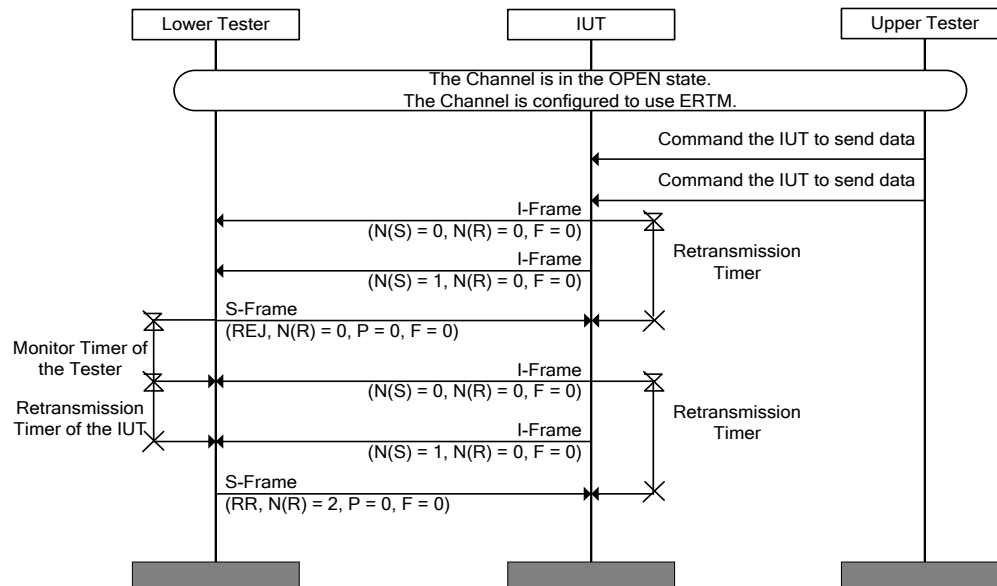 Lower Tester
IUT
Upper Tester
The Channel is in the OPEN state.
The Channel is configured to use ERTM.
Command the IUT to send data
Command the IUT to send data
I-Frame
(N(S) = 0, N(R) = 0, F = 0)
Retransmission
Timer
I-Frame
(N(S) = 1, N(R) = 0, F = 0)
S-Frame
(REJ, N(R) = 0, P = 0, F = 0)
Monitor Timer of
the Tester
I-Frame
(N(S) = 0, N(R) = 0, F = 0)
Retransmission
Timer of the IUT
Retransmission
Timer
I-Frame
(N(S) = 1, N(R) = 0, F = 0)
S-Frame
(RR, N(R) = 2, P = 0, F = 0)